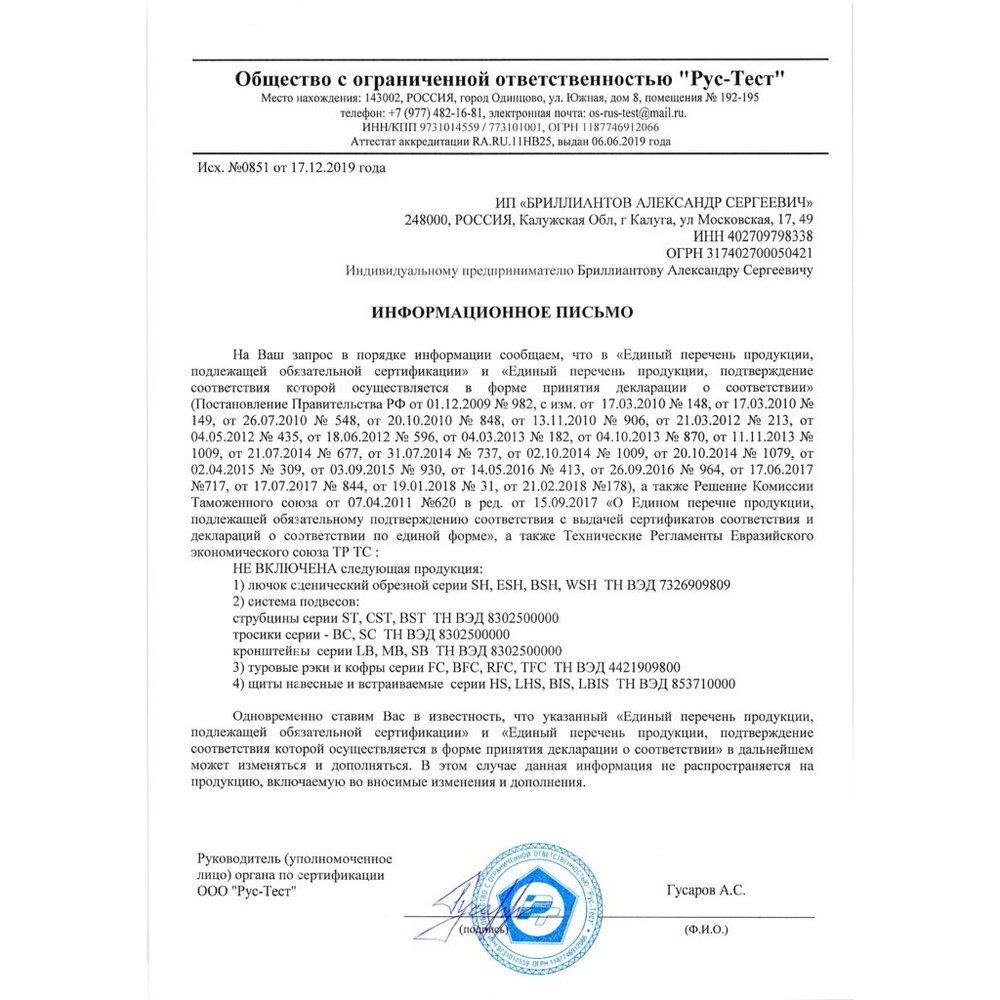 Общество с ограниченной ответственностью "Рус-Тест"
Место нахождения: 143002, РОССИЯ, город Одинцово, ул. Южная, дом 8, помещения № 192-195
телефон: +7 (977) 482-16-81, электронная почта: os-rus-test@mail.ru.
ИНН/КПП 9731014559 / 773101001, ОГРН 1187746912066
Аттестат аккредитации RA.RU.11НВ25, выдан 06.06.2019 года
Исх. №0851 от 17.12.2019 года
ИП «БРИЛЛИАНТОВ АЛЕКСАНДР СЕРГЕЕВИЧ»
248000, РОССИЯ, Калужская Обл, г Калуга, ул Московская, 17, 49
ИНН 402709798338
ОГРН 317402700050421
Индивидуальному предпринимателю Бриллиантову Александру Сергеевичу
ИНФОРМАЦИОННОЕ ПИСЬМО
На Ваш запрос в порядке информации сообщаем, что в «Единый перечень продукции,
подлежащей обязательной сертификации» и «Единый перечень продукции, подтверждение
соответствия которой осуществляется в форме принятия декларации о соответствии»
(Постановление Правительства РФ от 01.12.2009 № 982, с изм. от 17.03.2010 № 148, от 17.03.2010 №
149, от 26.07.2010 № 548, от 20.10.2010 № 848, от 13.11.2010 № 906, от 21.03.2012 № 213, от
04.05.2012 № 435, от 18.06.2012 № 596, от 04.03.2013 № 182, от 04.10.2013 № 870, от 11.11.2013 №
1009, от 21.07.2014 № 677, от 31.07.2014 № 737, от 02.10.2014 № 1009, от 20.10.2014 № 1079, от
02.04.2015 № 309, от 03.09.2015 № 930, от 14.05.2016 № 413, от 26.09.2016 № 964, от 17.06.2017
№717, от 17.07.2017 № 844, от 19.01.2018 № 31, от 21.02.2018 №178), а также Решение Комиссии
Таможенного союза от 07.04.2011 №620 в ред. от 15.09.2017 «О Едином перечне продукции,
подлежащей обязательному подтверждению соответствия с выдачей сертификатов соответствия и
деклараций о соответствии по единой форме», а также Технические Регламенты Евразийского
экономического союза ТР ТС :
НЕ ВКЛЮЧЕНА следующая продукция:
1) лючок сценический обрезной серии SH, ESH, BSH, WSH ТН ВЭД 7326909809
2) система подвесов:
струбцины серии ST, CST, BST ТН ВЭД 8302500000
тросики серии - BC, SC ТН ВЭД 8302500000
кронштейны серии LB, MB, SB ТН ВЭД 8302500000
3) туровые рэки и кофры серии FC, BFC, RFC, TFC ТН ВЭД 4421909800
4) щиты навесные и встраиваемые серии HS, LHS, BIS, LBIS ТН ВЭД 853710000
Одновременно ставим Вас в известность, что указанный «Единый перечень продукции,
подлежащей обязательной сертификации» и «Единый перечень продукции, подтверждение
соответствия которой осуществляется в форме принятия декларации о соответствии» в дальнейшем
может изменяться и дополняться. В этом случае данная информация не распространяется на
продукцию, включаемую во вносимые изменения и дополнения.
Руководитель (уполномоченное
лицо) органа по сертификации
ООО "Рус-Тест"
Гусаров А.С.
(подпись)
(Ф.И.О.)
ОБЩЕСТВО С ОГРАНИЧЕННОЙ ОТВЕТСТВЕННОСТЬЮ "Рус-Тест"
ИНН 9731014559 ОГРН 1187746912066
РТ